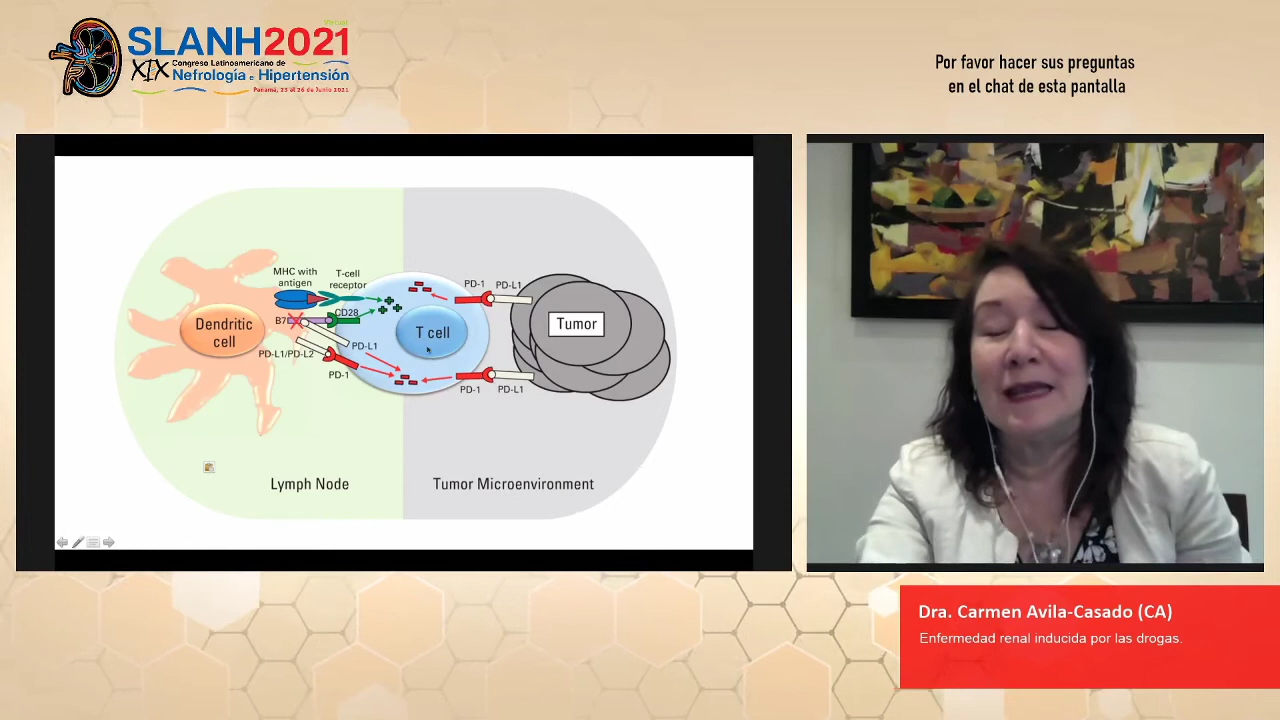 Virtual
SLANH2021
XIX Congreso Latinoamericano de
Nefrología e Hipertensión
Panamá, 23 al 26 de Junio 2021
Por favor hacer sus preguntas
en el chat de esta pantalla
MHC with
antigen
T-cell
receptor
PD-1
PD-L1
B7
CD28
Dendritic
cell
T cell
Tumor
PD-L1
PD-L1/PD-L2
PD-1
PD-1
PD-L1
Lymph Node
Tumor Microenvironment
Dra. Carmen Avila-Casado (CA)
Enfermedad renal inducida por las drogas.